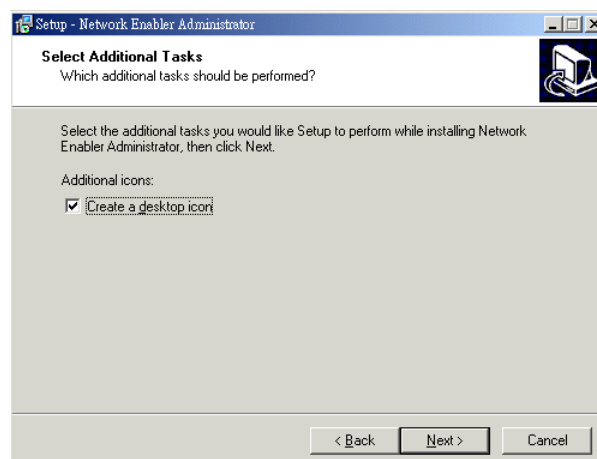 Setup - Network Enabler Administrator
Select Additional Tasks
Which additional tasks should be performed?
Select the additional tasks you would like Setup to perform while installing Network
Enabler Administrator, then click Next.
Additional icons:
Create a desktop icon
< Back Next > Cancel